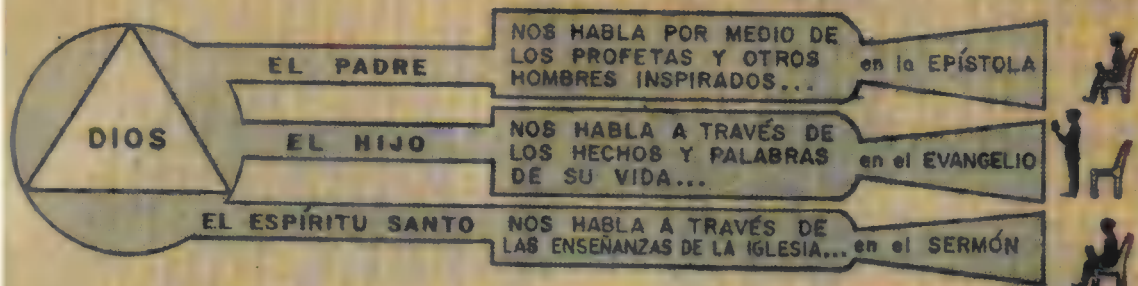 DIOS
EL PADRE
NOS HABLA POR MEDIO DE
LOS PROFETAS Y OTROS
HOMBRES INSPIRADOS...
en la EPÍSTOLA
EL HIJO
NOS HABLA A TRAVÉS DE
LOS HECHOS Y PALABRAS
DE SU VIDA...
en el EVANGELIO
EL ESPÍRITU SANTO
NOS HABLA A TRAVÉS DE
LAS ENSEÑANZAS DE LA IGLESIA...
en el SERMÓN